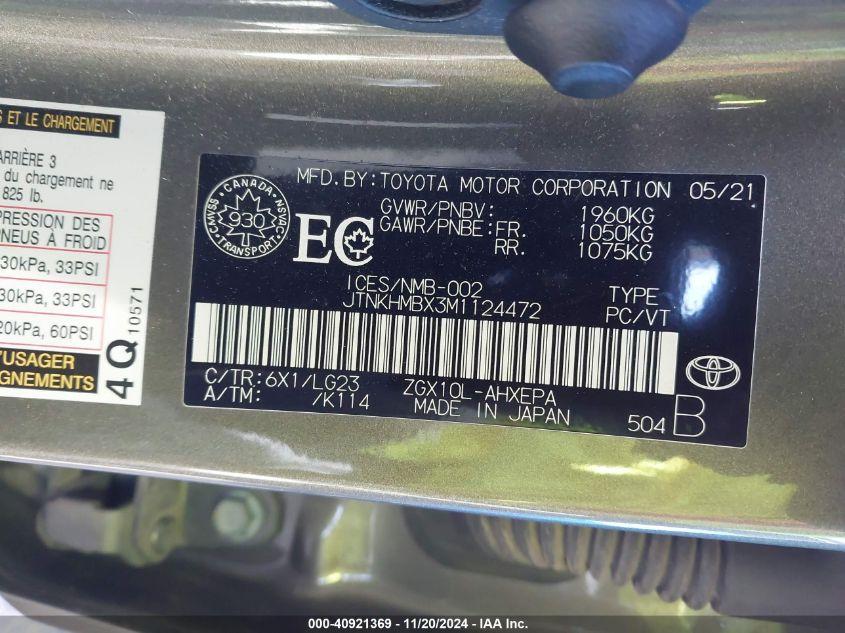 S ET LE CHARGEMENT
ARRIÈRE 3
du chargement ne
825 lb.
PRESSION DES
PNEUS À FROID
30kPa, 33PSI
30kPa, 33PSI
20kPa, 60PSI
'USAGER
GNEMENTS
4Q 10571
MFD.BY:TOYOTA MOTOR CORPORATION 05/21
GVWR/PNBV: 1960KG
GAWR/PNBE: FR. 1050KG
RR. 1075KG
CANADA
CMVSS 930 NSVAC
TRANSPORT
EC
ICES/NMB-002
JTNKHMBX3M1124472
TYPE
PC/VT
C/TR:6X1/LG23 ZGX10L-AHXEPA
A/TM: /K114 MADE IN JAPAN
504 B
000-40921369 - 11/20/2024 - IAA Inc.